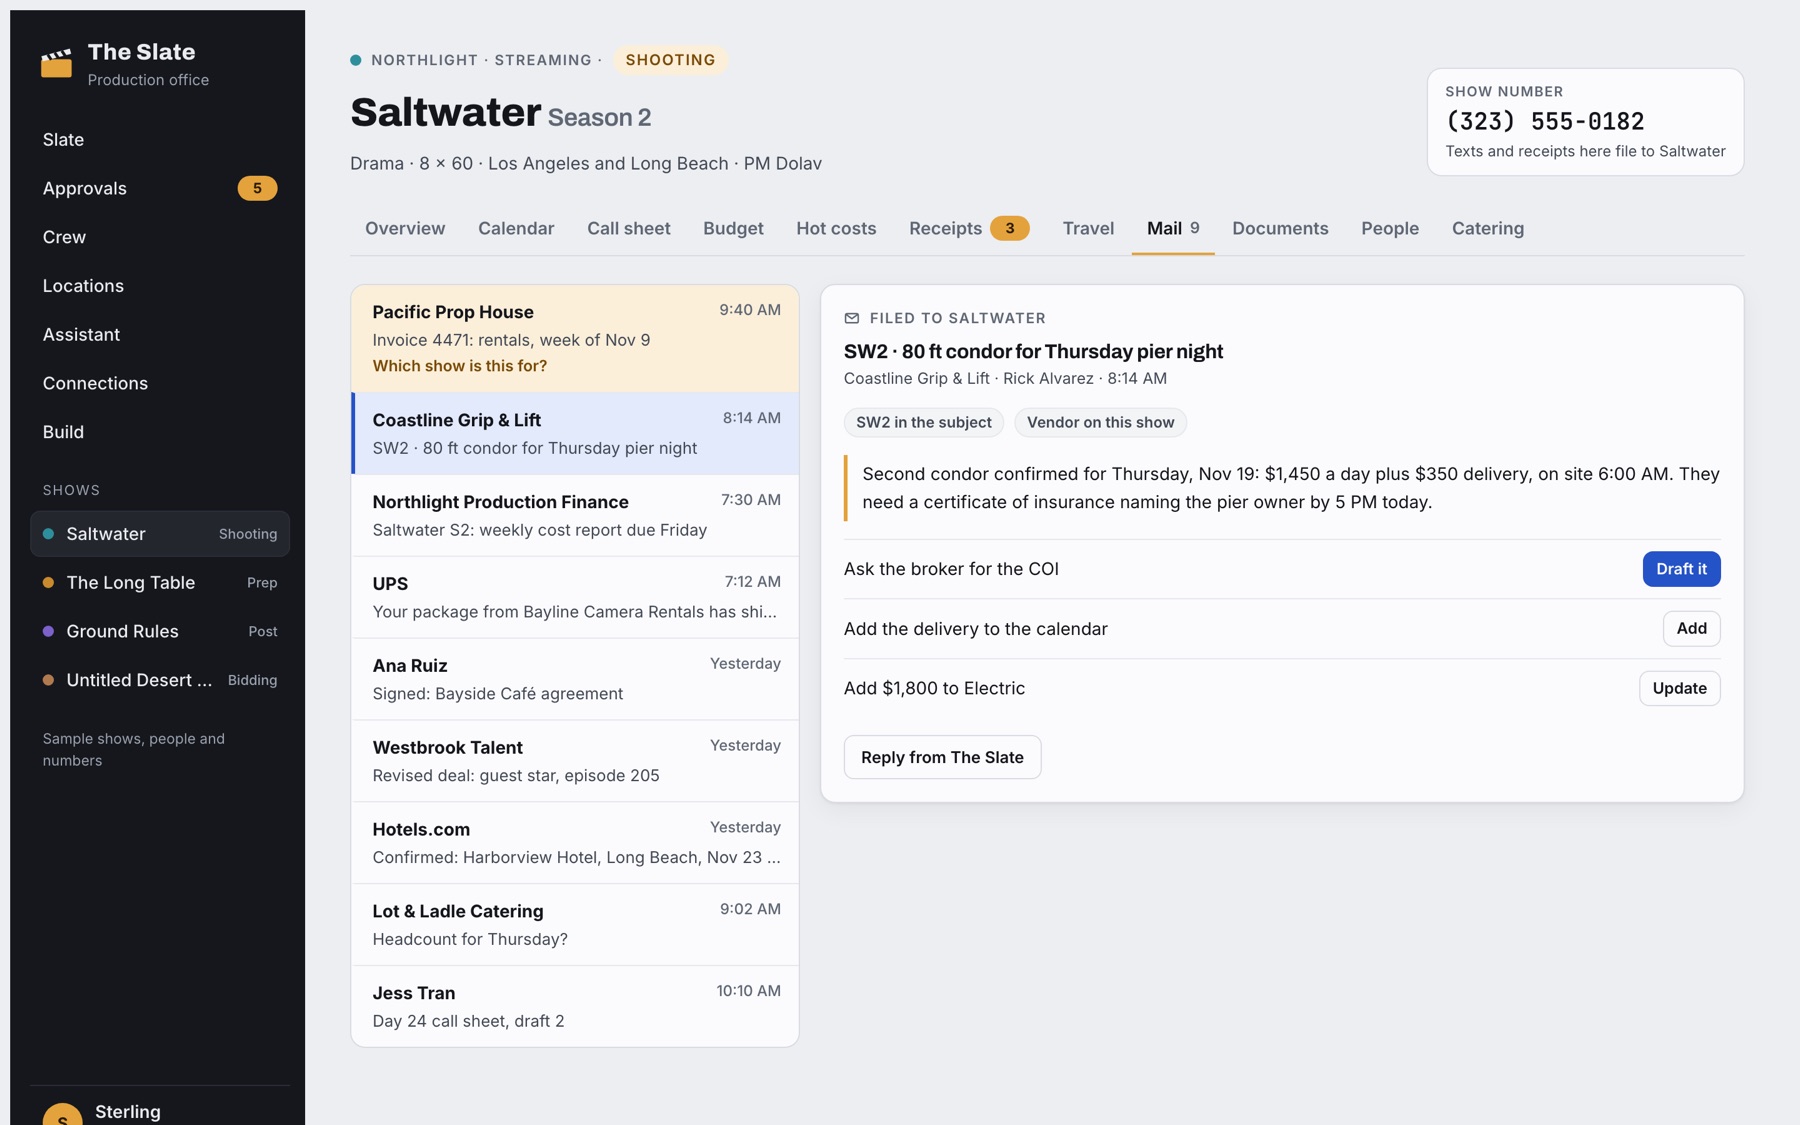 The Slate
Production office
Slate
Approvals 5
Crew
Locations
Assistant
Connections
Build
SHOWS
Saltwater Shooting
The Long Table Prep
Ground Rules Post
Untitled Desert ... Bidding
Sample shows, people and
numbers
S Sterling
NORTHLIGHT · STREAMING · SHOOTING
Saltwater Season 2
Drama · 8 × 60 · Los Angeles and Long Beach · PM Dolav
SHOW NUMBER
(323) 555-0182
Texts and receipts here file to Saltwater
Overview Calendar Call sheet Budget Hot costs Receipts 3 Travel Mail 9 Documents People Catering
Pacific Prop House 9:40 AM
Invoice 4471: rentals, week of Nov 9
Which show is this for?
Coastline Grip & Lift 8:14 AM
SW2 · 80 ft condor for Thursday pier night
Northlight Production Finance 7:30 AM
Saltwater S2: weekly cost report due Friday
UPS 7:12 AM
Your package from Bayline Camera Rentals has shi...
Ana Ruiz Yesterday
Signed: Bayside Café agreement
Westbrook Talent Yesterday
Revised deal: guest star, episode 205
Hotels.com Yesterday
Confirmed: Harborview Hotel, Long Beach, Nov 23 ...
Lot & Ladle Catering 9:02 AM
Headcount for Thursday?
Jess Tran 10:10 AM
Day 24 call sheet, draft 2
FILED TO SALTWATER
SW2 · 80 ft condor for Thursday pier night
Coastline Grip & Lift · Rick Alvarez · 8:14 AM
SW2 in the subject Vendor on this show
Second condor confirmed for Thursday, Nov 19: $1,450 a day plus $350 delivery, on site 6:00 AM. They
need a certificate of insurance naming the pier owner by 5 PM today.
Ask the broker for the COI Draft it
Add the delivery to the calendar Add
Add $1,800 to Electric Update
Reply from The Slate